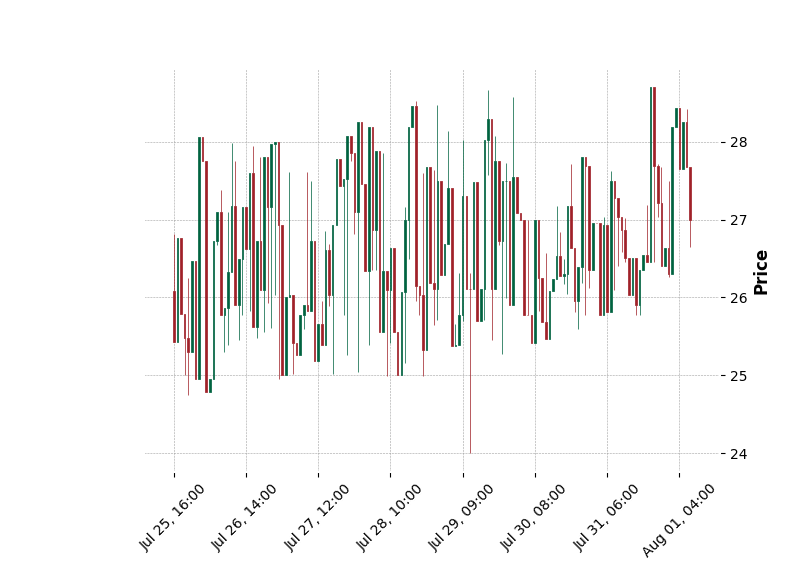 28
27
26
25
24
Price
Jul 25, 16:00
Jul 26, 14:00
Jul 27, 12:00
Jul 28, 10:00
Jul 29, 09:00
Jul 30, 08:00
Jul 31, 06:00
Aug 01, 04:00